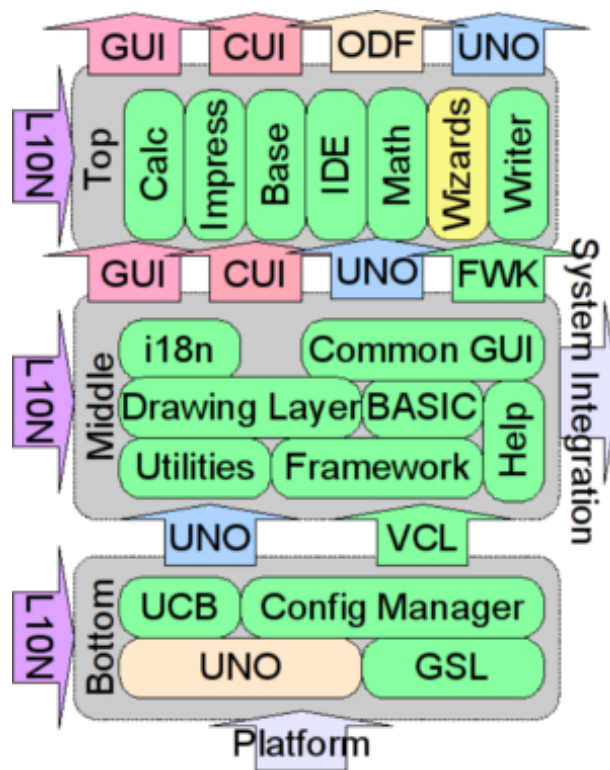 GUI CUI ODF UNO
L10N
Top
Calc
Impress
Base
IDE
Math
Wizards
Writer
GUI CUI UNO FWK
System Integration
L10N
Middle
i18n Common GUI
Drawing Layer BASIC
Help
Utilities Framework
UNO VCL
L10N
Bottom
UCB Config Manager
UNO GSL
Platform